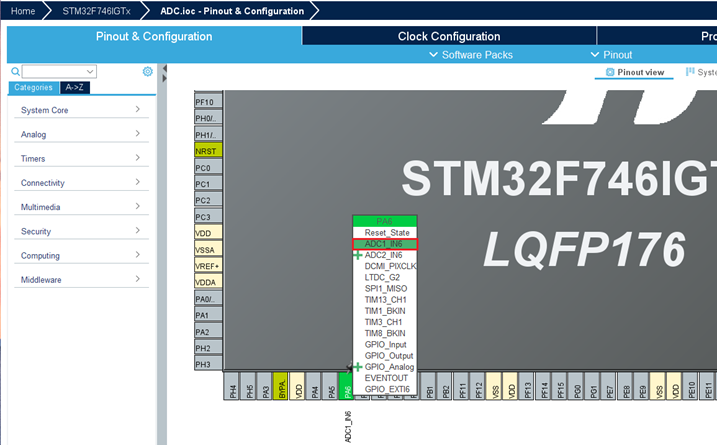 Home
STM32F746IGTx
ADC.ioc - Pinout & Configuration
Pinout & Configuration
Clock Configuration
Pro
Software Packs
Pinout
Pinout view
Syste
Categories
A->Z
System Core
Analog
Timers
Connectivity
Multimedia
Security
Computing
Middleware
PF10
PH0/..
PH1/..
NRST
PC0
PC1
PC2
PC3
VDD
VSSA
VREF+
VDDA
PA0/..
PA1
PA2
PH2
PH3
STM32F746IGT
LQFP176
PA6
Reset_State
ADC1_IN6
ADC2_IN6
DCMI_PIXCLK
LTDC_G2
SPI1_MISO
TIM13_CH1
TIM1_BKIN
TIM3_CH1
TIM8_BKIN
GPIO_Input
GPIO_Output
GPIO_Analog
EVENTOUT
GPIO_EXTI6
PH4
PH5
PA3
BYPA..
VDD
PA4
PA5
PA6
PB1
PB2
PF11
PF12
VSS
VDD
PF13
PF14
PF15
PG0
PG1
PE7
PE8
PE9
VSS
VDD
PE10
PE11
ADC1_IN6